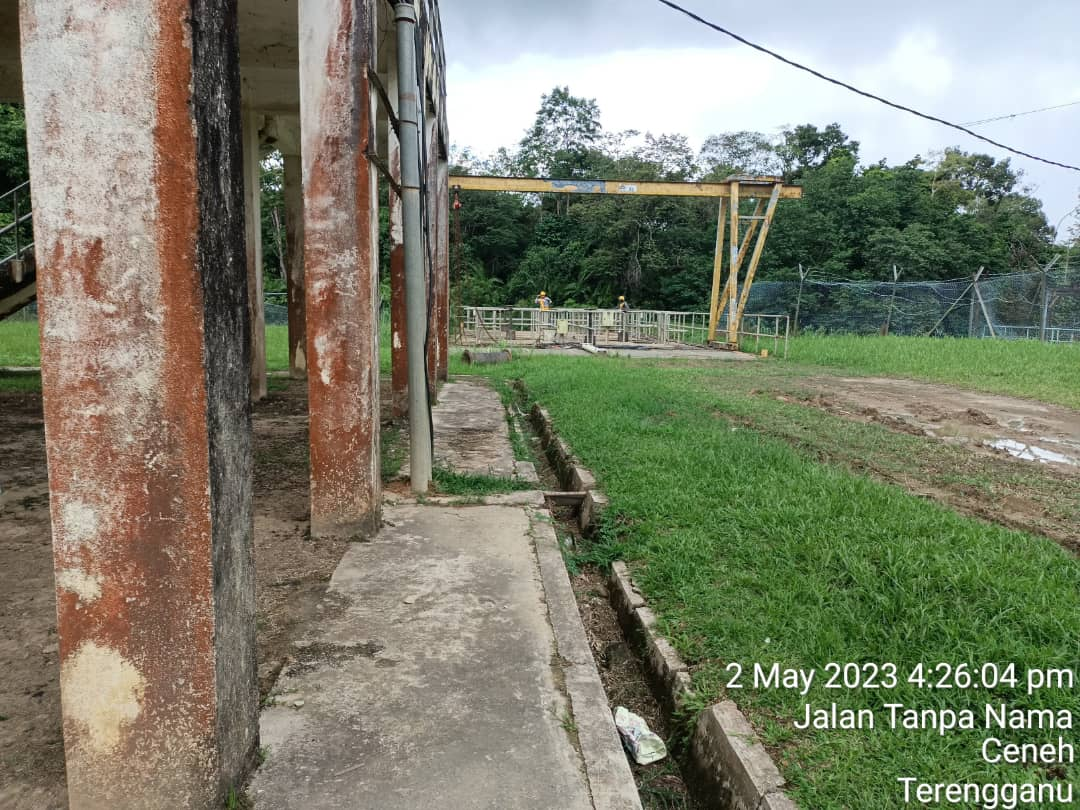 2 May 2023 4:26:04 pm
Jalan Tanpa Nama
Ceneh
Terengganu